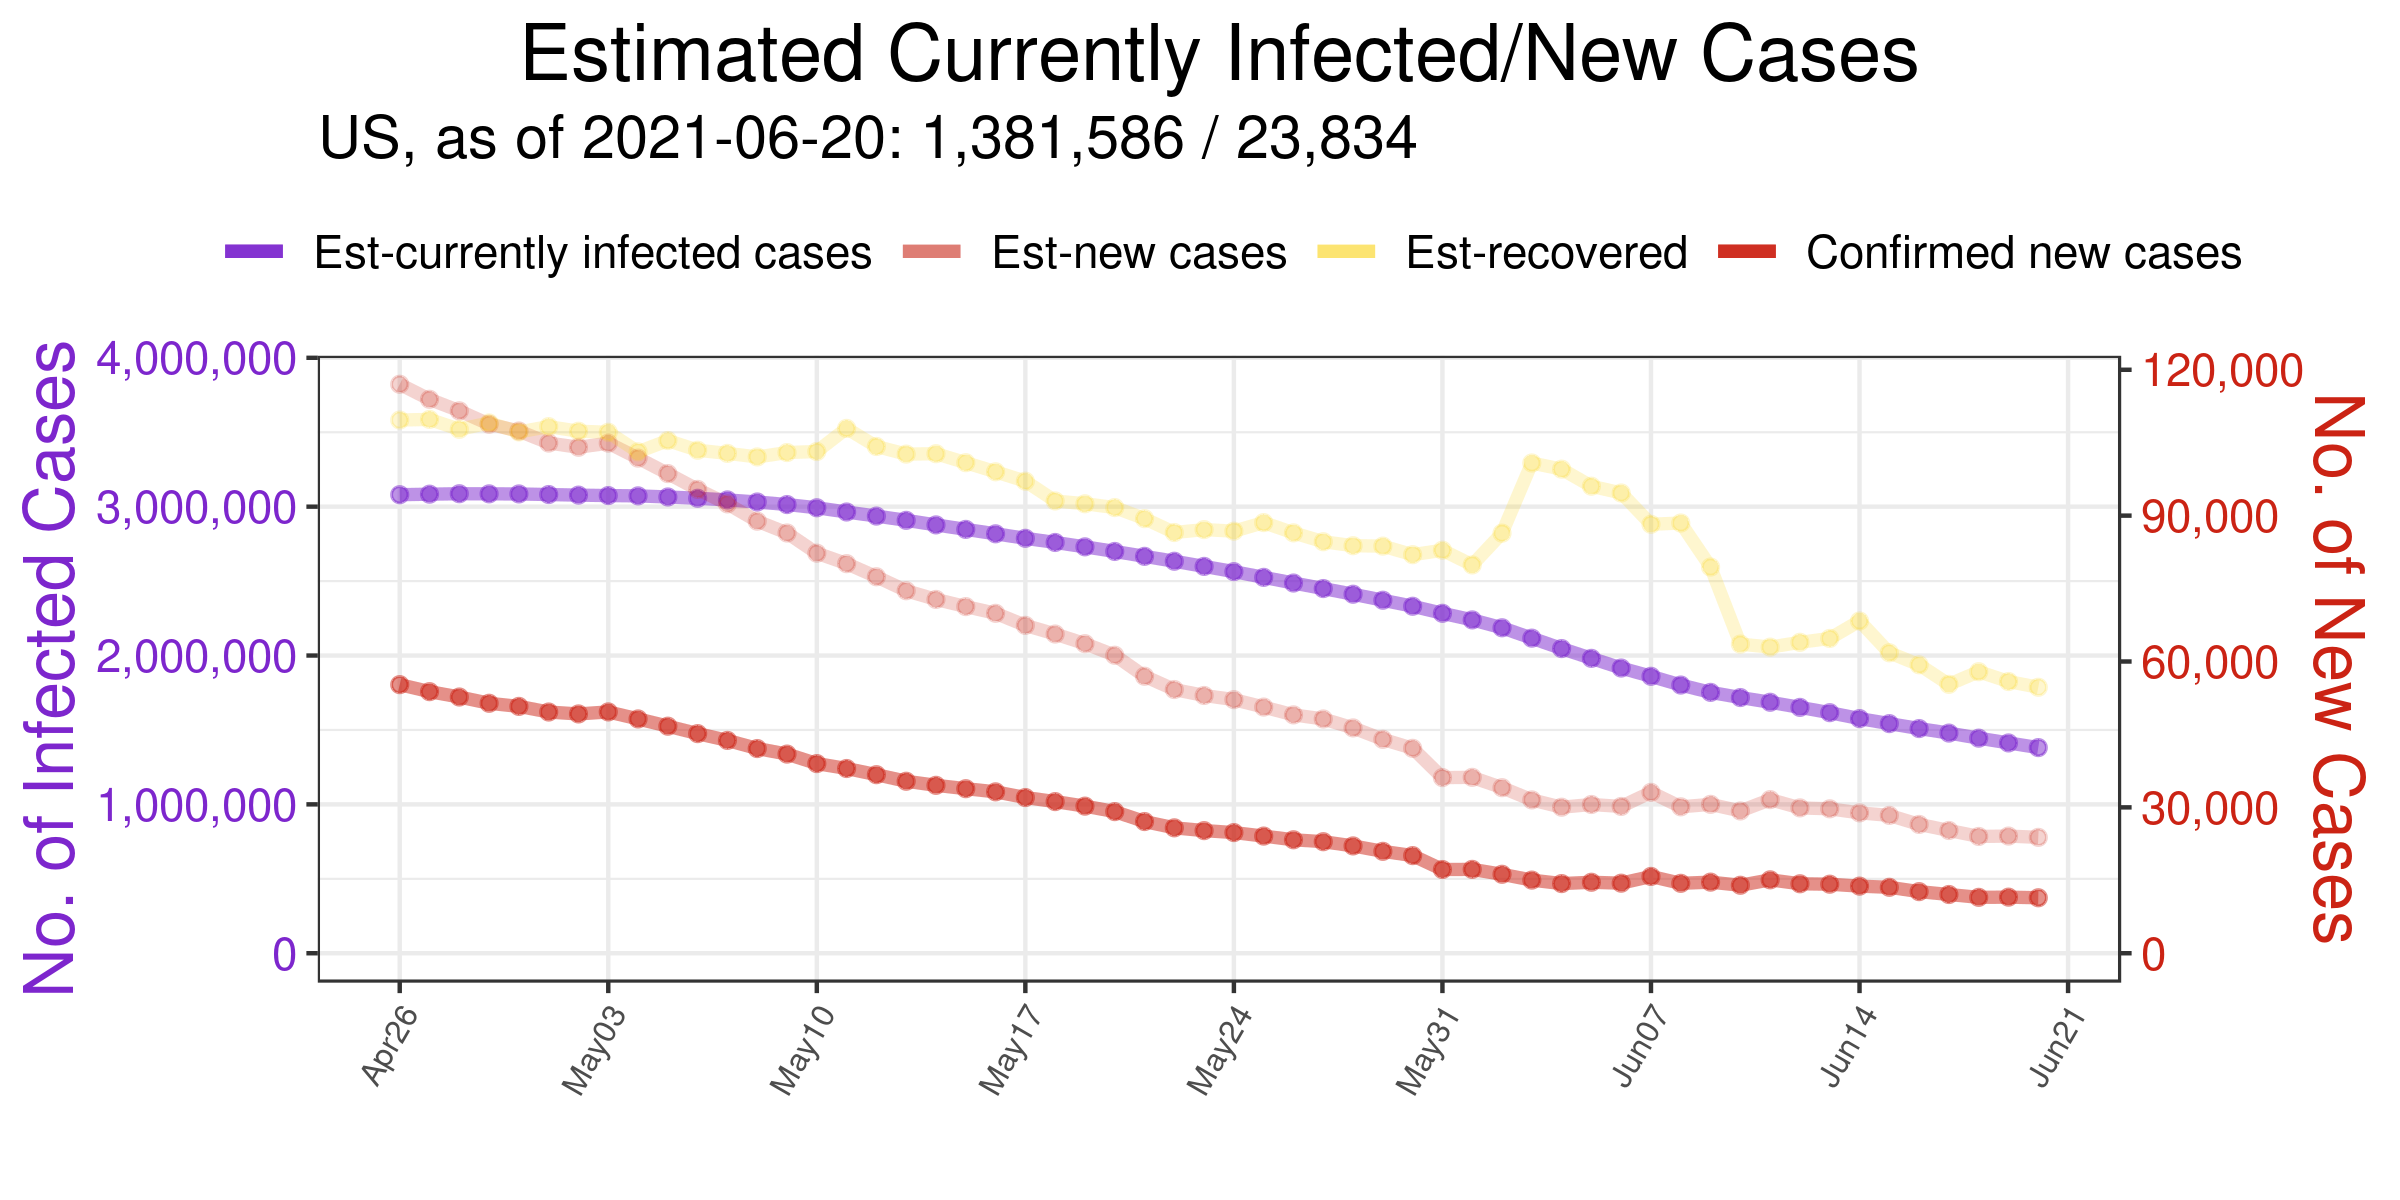 Estimated Currently Infected/New Cases
US, as of 2021-06-20: 1,381,586 / 23,834
Est-currently infected cases Est-new cases Est-recovered Confirmed new cases
No. of Infected Cases
4,000,000
3,000,000
2,000,000
1,000,000
0
120,000
90,000
60,000
30,000
0
No. of New Cases
Apr26 May03 May10 May17 May24 May31 Jun07 Jun14 Jun21